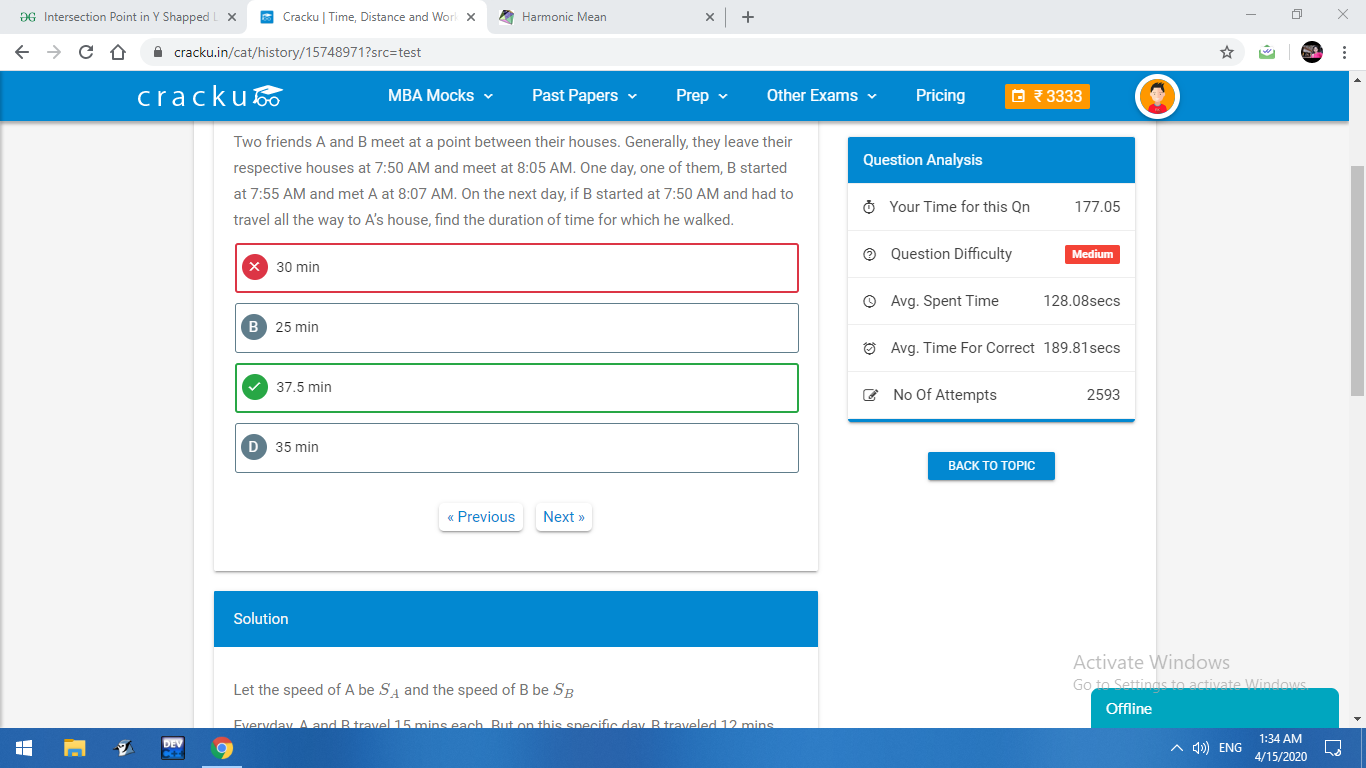 Intersection Point in Y Shapped L
Cracku | Time, Distance and Work
Harmonic Mean
cracku.in/cat/history/15748971?src=test
cracku
MBA Mocks
Past Papers
Prep
Other Exams
Pricing
₹ 3333
Two friends A and B meet at a point between their houses. Generally, they leave their
respective houses at 7:50 AM and meet at 8:05 AM. One day, one of them, B started
at 7:55 AM and met A at 8:07 AM. On the next day, if B started at 7:50 AM and had to
travel all the way to A’s house, find the duration of time for which he walked.
30 min
B 25 min
37.5 min
D 35 min
« Previous
Next »
Question Analysis
Your Time for this Qn 177.05
Question Difficulty Medium
Avg. Spent Time 128.08secs
Avg. Time For Correct 189.81secs
No Of Attempts 2593
BACK TO TOPIC
Solution
Let the speed of A be S_A and the speed of B be S_B
Everyday, A and B travel 15 mins each. But on this specific day, B traveled 12 mins
Activate Windows
Go to Settings to activate Windows.
Offline
DEV
ENG
1:34 AM
4/15/2020